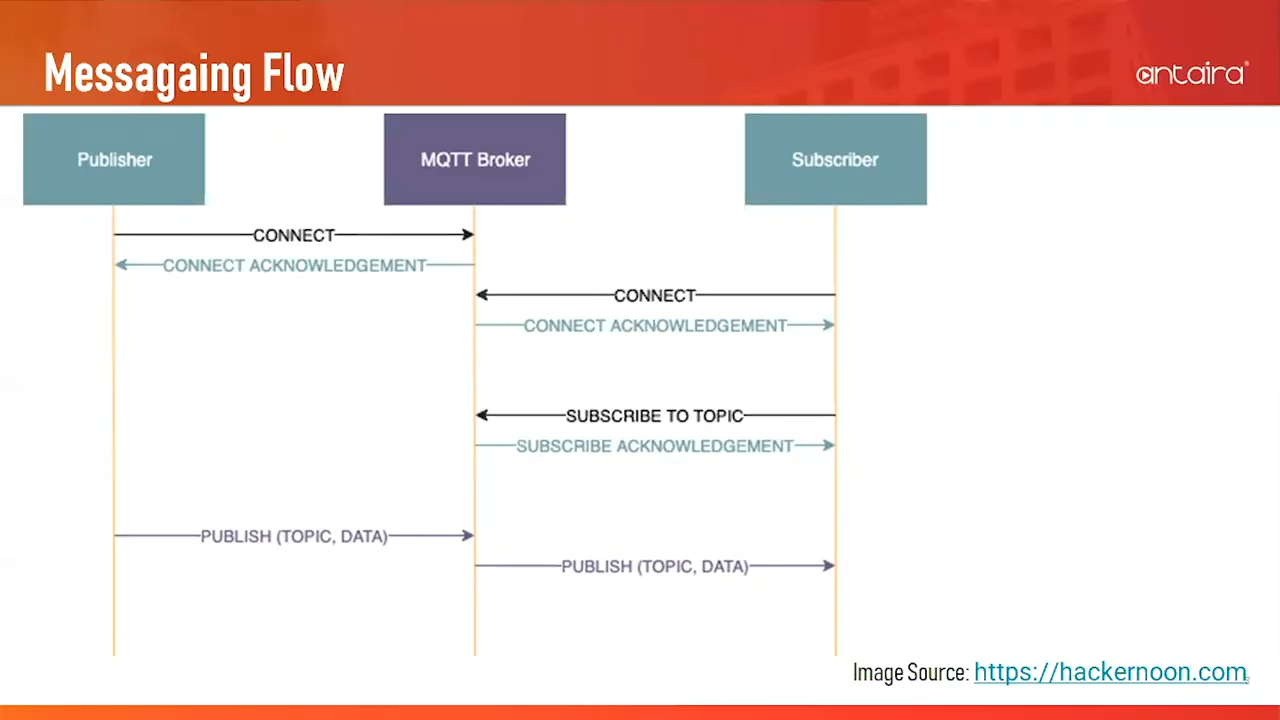 Messagaing Flow
antaira
Publisher
MQTT Broker
Subscriber
CONNECT
CONNECT ACKNOWLEDGEMENT
CONNECT
CONNECT ACKNOWLEDGEMENT
SUBSCRIBE TO TOPIC
SUBSCRIBE ACKNOWLEDGEMENT
PUBLISH (TOPIC, DATA)
PUBLISH (TOPIC, DATA)
Image Source: https://hackernoon.com